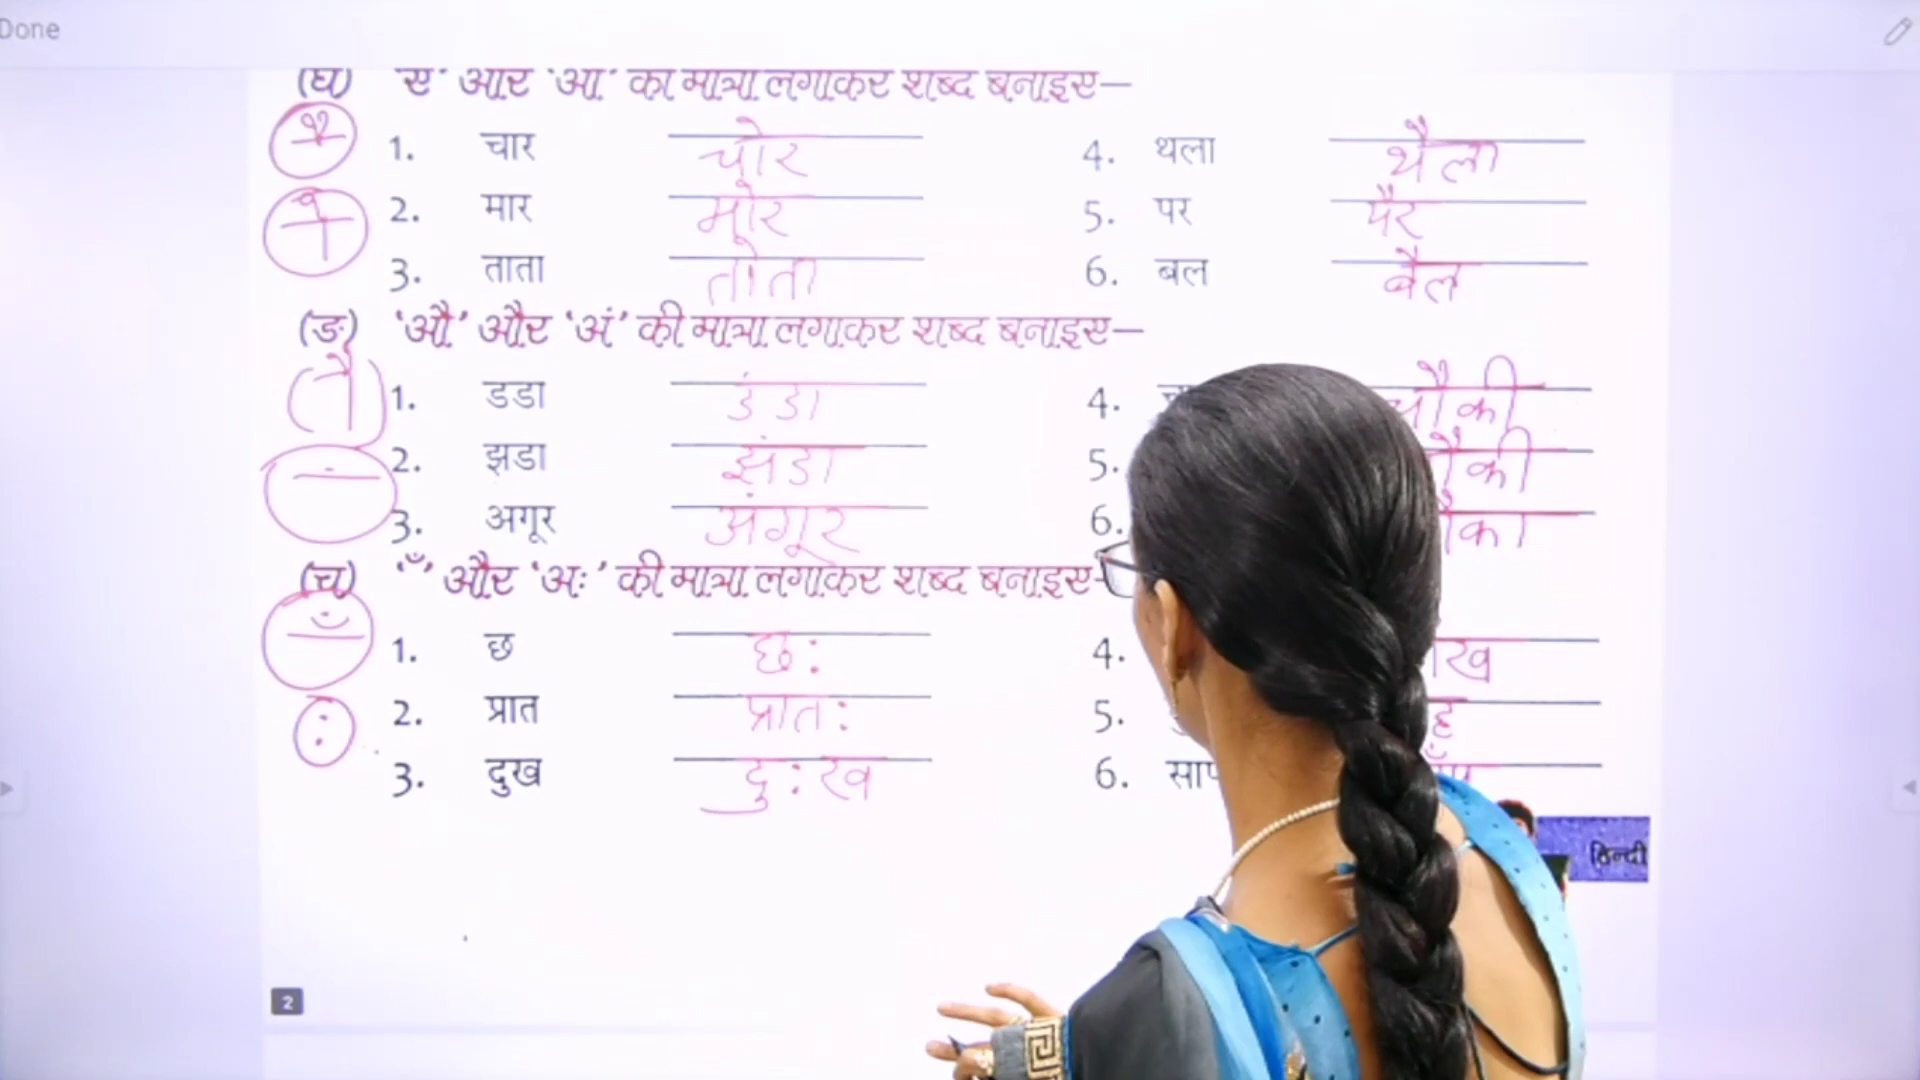 Done
(घ) 'ऐ' और 'ओ' की मात्रा लगाकर शब्द बनाइए—
1. चार चोर 4. थला थैला
2. मार मोर 5. पर पैर
3. ताता तोता 6. बल बैल
(ङ) 'औ' और 'अं' की मात्रा लगाकर शब्द बनाइए—
1. डडा डंडा 4. चौकी
2. झडा झंडा 5. की
3. अगूर अंगूर 6. का
(च) 'ँ' और 'अः' की मात्रा लगाकर शब्द बनाइए-
1. छ छ: 4. ख
2. प्रात प्रात: 5. ह
3. दुख दु:ख 6. साप
हिन्दी
2